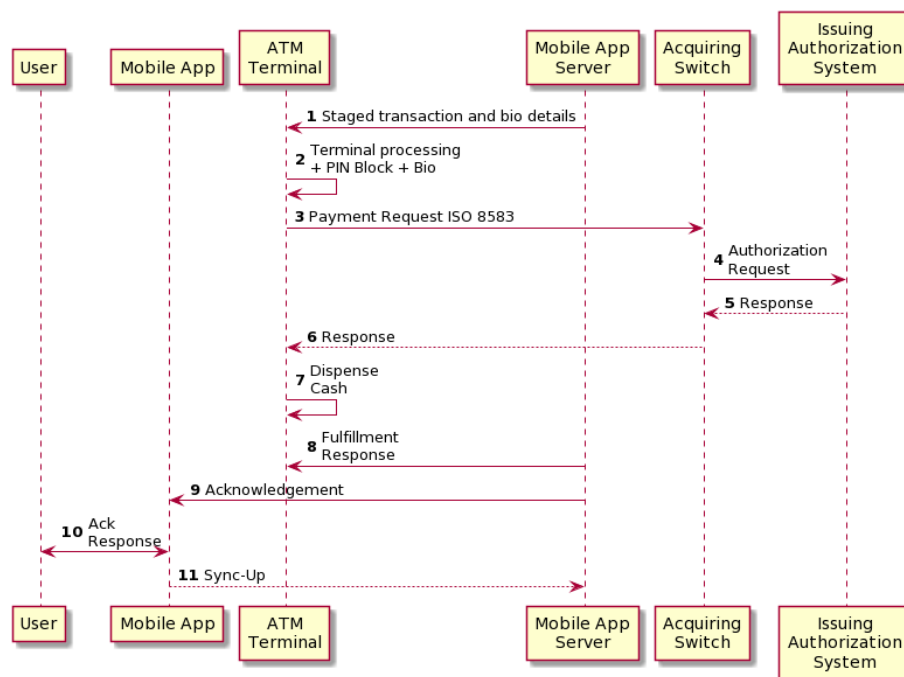 User
Mobile App
ATM
Terminal
Mobile App
Server
Acquiring
Switch
Issuing
Authorization
System
1 Staged transaction and bio details
2 Terminal processing
+ PIN Block + Bio
3 Payment Request ISO 8583
4 Authorization
Request
5 Response
6 Response
7 Dispense
Cash
8 Fulfillment
Response
9 Acknowledgement
10 Ack
Response
11 Sync-Up
User
Mobile App
ATM
Terminal
Mobile App
Server
Acquiring
Switch
Issuing
Authorization
System